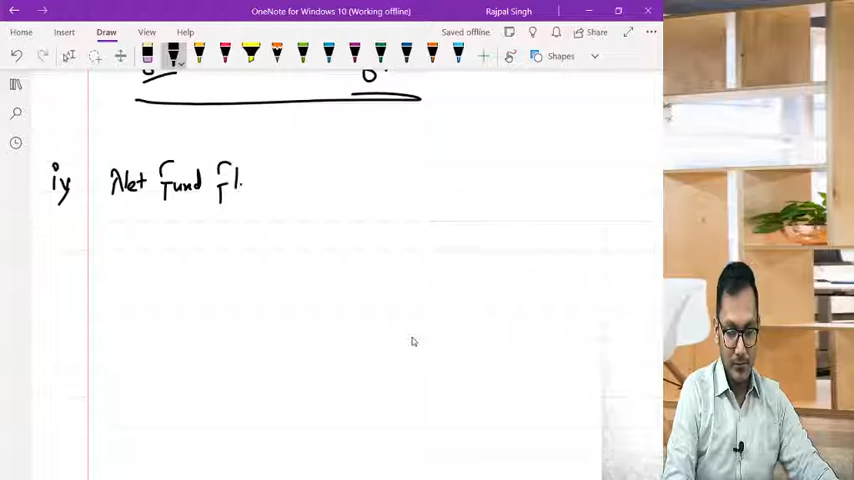 OneNote for Windows 10 (Working offline)
Rajpal Singh
Home Insert Draw View Help
Saved offline
Share
Shapes
iv Net Fund Fl